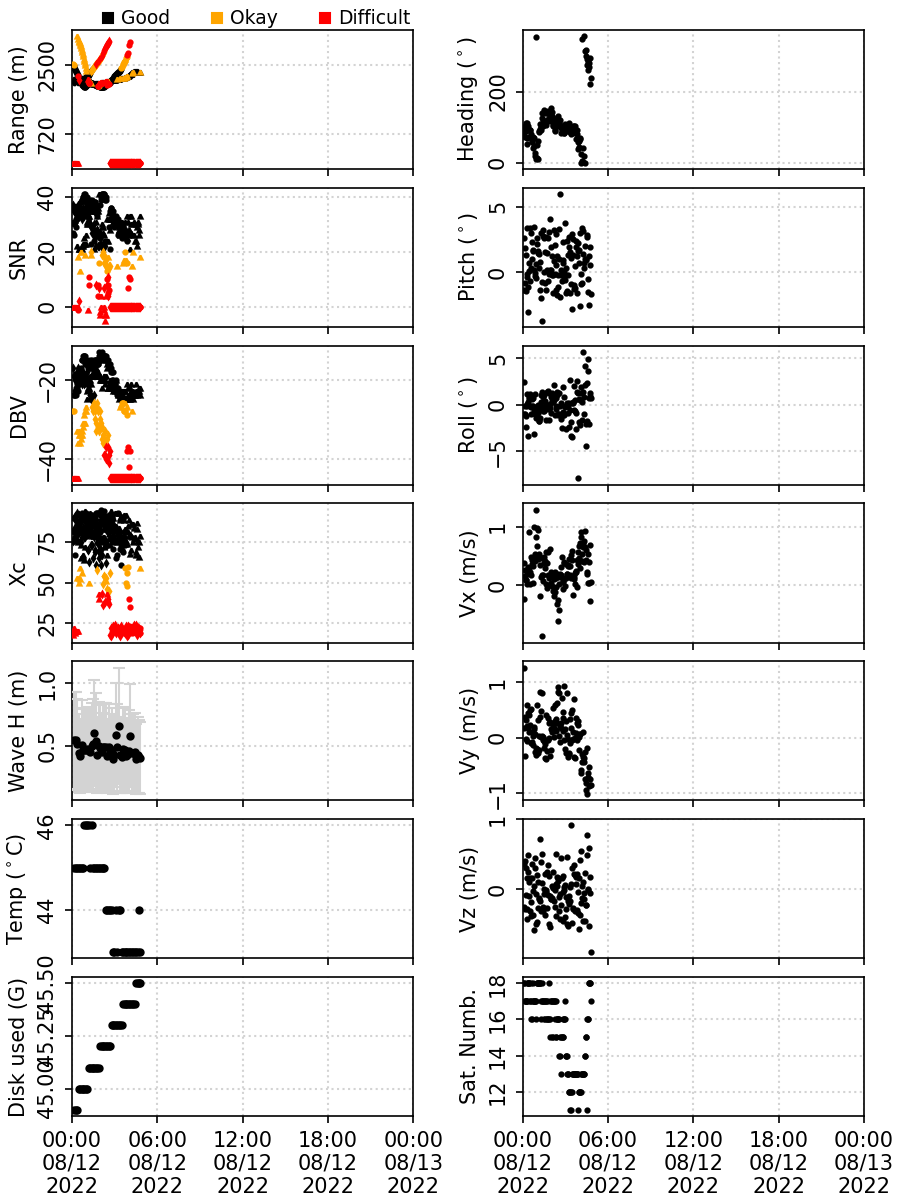 Good Okay Difficult
Range (m)
2500
720
Heading (°)
200
0
SNR
40
20
0
Pitch (°)
5
0
DBV
−20
−40
Roll (°)
5
0
−5
Xc
75
50
25
Vx (m/s)
1
0
Wave H (m)
1.0
0.5
Vy (m/s)
1
0
−1
Temp (°C)
46
44
Vz (m/s)
1
0
Disk used (G)
45.50
45.25
45.00
Sat. Numb.
18
16
14
12
00:00 06:00 12:00 18:00 00:00
08/12 08/12 08/12 08/12 08/13
2022 2022 2022 2022 2022
00:00 06:00 12:00 18:00 00:00
08/12 08/12 08/12 08/12 08/13
2022 2022 2022 2022 2022